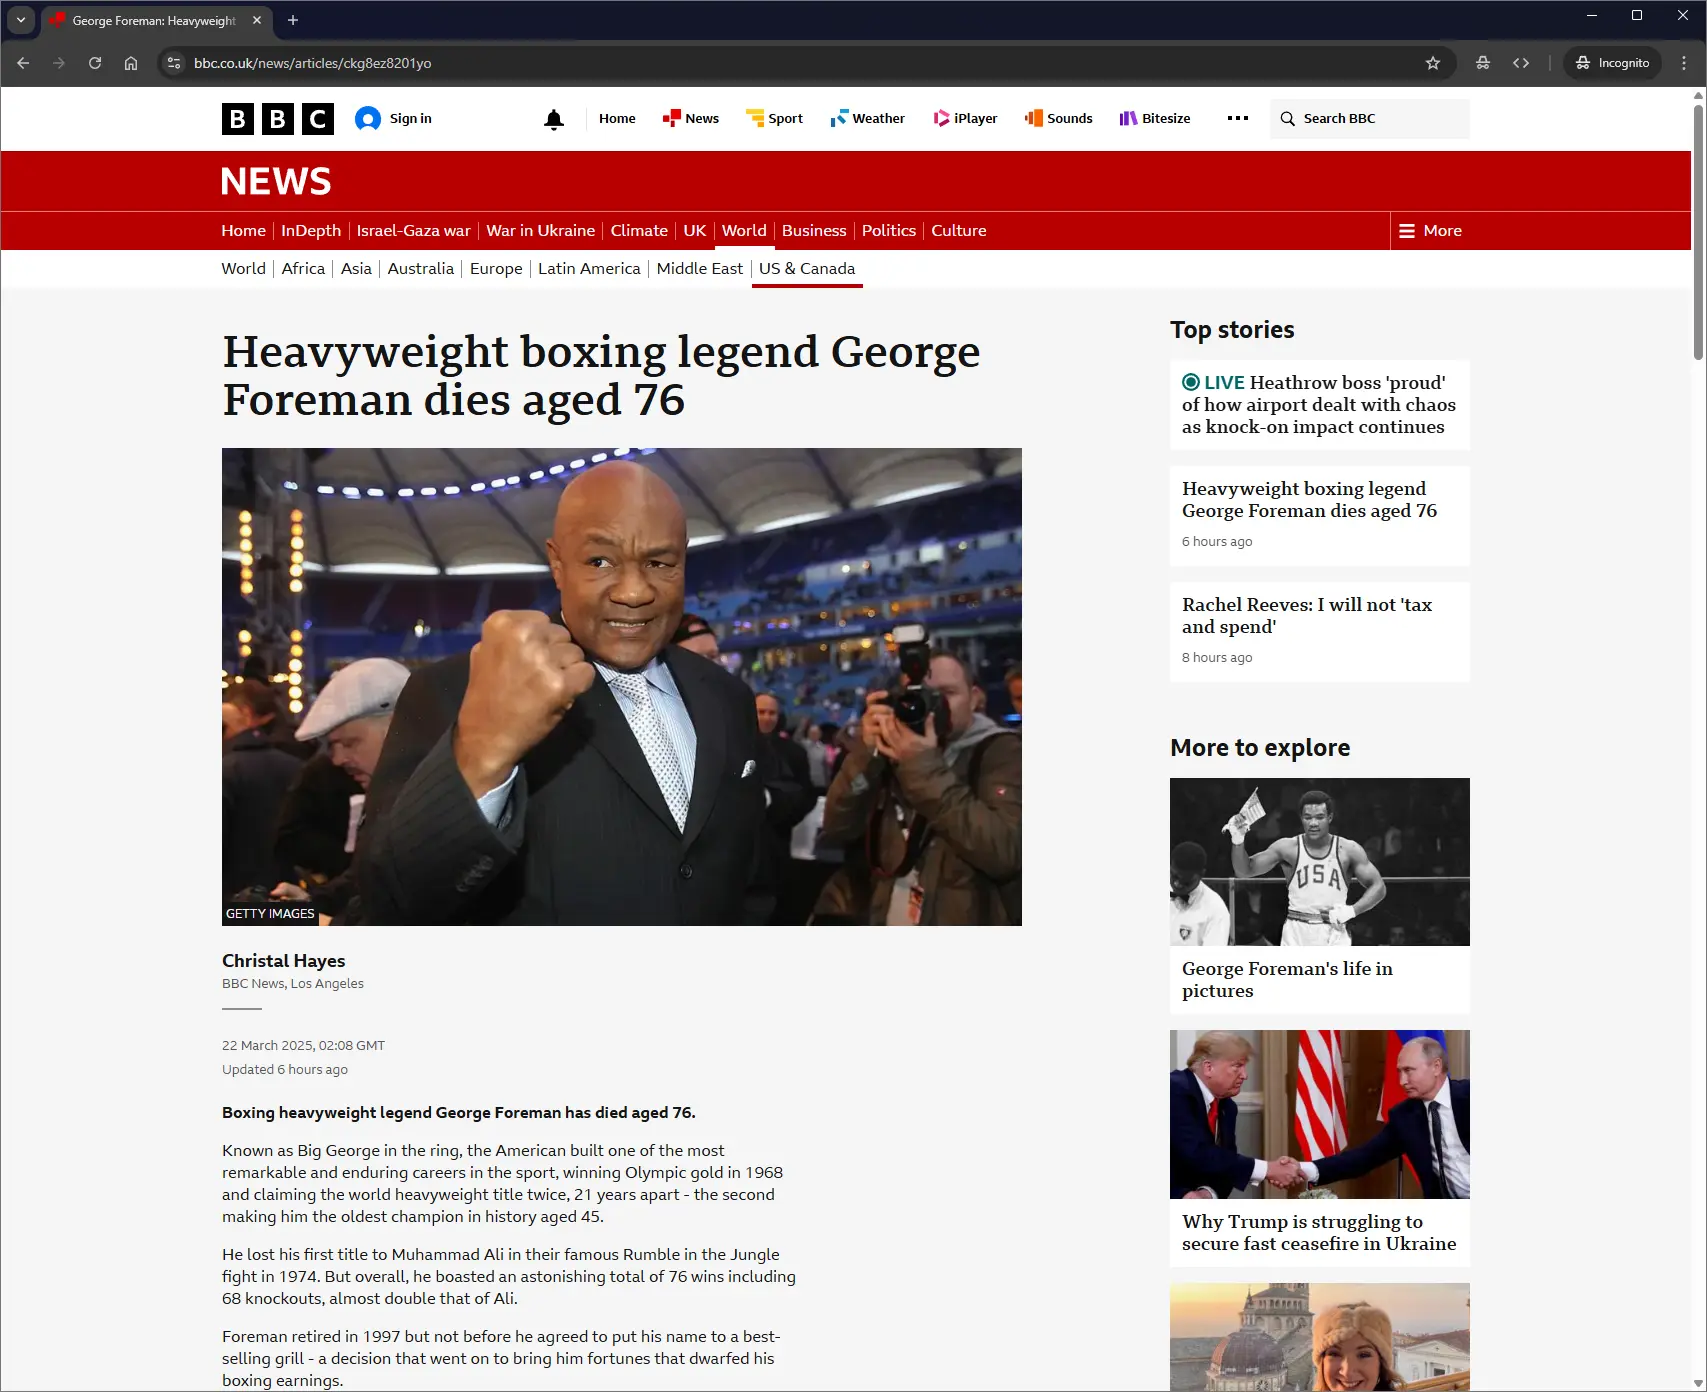 George Foreman: Heavyweight
bbc.co.uk/news/articles/ckg8ez8201yo
Incognito
BBC
Sign in
Home
News
Sport
Weather
iPlayer
Sounds
Bitesize
Search BBC
NEWS
Home
InDepth
Israel-Gaza war
War in Ukraine
Climate
UK
World
Business
Politics
Culture
More
World
Africa
Asia
Australia
Europe
Latin America
Middle East
US & Canada
Heavyweight boxing legend George
Foreman dies aged 76
GETTY IMAGES
Christal Hayes
BBC News, Los Angeles
22 March 2025, 02:08 GMT
Updated 6 hours ago
Boxing heavyweight legend George Foreman has died aged 76.
Known as Big George in the ring, the American built one of the most
remarkable and enduring careers in the sport, winning Olympic gold in 1968
and claiming the world heavyweight title twice, 21 years apart - the second
making him the oldest champion in history aged 45.
He lost his first title to Muhammad Ali in their famous Rumble in the Jungle
fight in 1974. But overall, he boasted an astonishing total of 76 wins including
68 knockouts, almost double that of Ali.
Foreman retired in 1997 but not before he agreed to put his name to a best-
selling grill - a decision that went on to bring him fortunes that dwarfed his
boxing earnings.
Top stories
LIVE Heathrow boss 'proud'
of how airport dealt with chaos
as knock-on impact continues
Heavyweight boxing legend
George Foreman dies aged 76
6 hours ago
Rachel Reeves: I will not 'tax
and spend'
8 hours ago
More to explore
USA
George Foreman's life in
pictures
Why Trump is struggling to
secure fast ceasefire in Ukraine